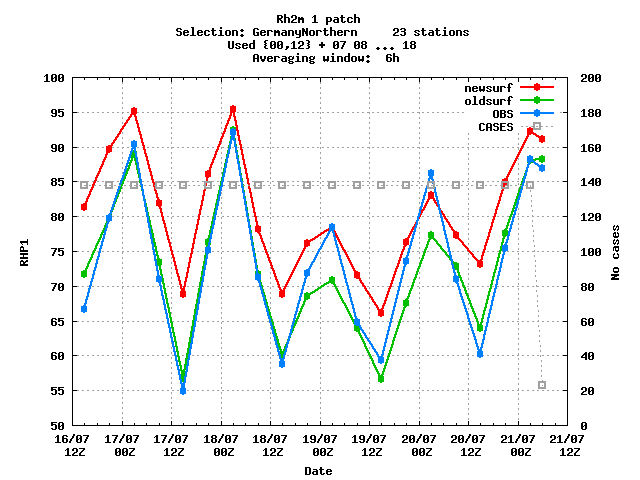 Rh2m 1 patch
Selection: GermanyNorthern 23 stations
Used {00,12} + 07 08 ... 18
Averaging window: 6h
100 200
95 180
90 160
85 140
80 120
75 100
70 80
65 60
60 40
55 20
50 0
newsurf
oldsurf
OBS
CASES
RHP1
No cases
16/07 17/07 17/07 18/07 18/07 19/07 19/07 20/07 20/07 21/07 21/07
12Z 00Z 12Z 00Z 12Z 00Z 12Z 00Z 12Z 00Z 12Z
Date